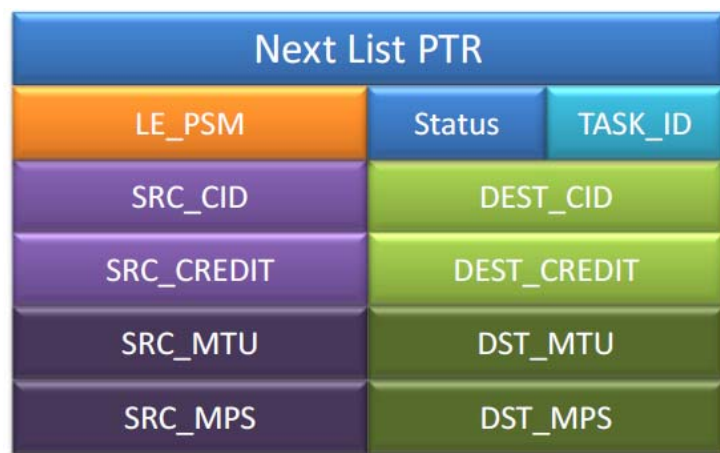 Next List PTR
LE_PSM Status TASK_ID
SRC_CID DEST_CID
SRC_CREDIT DEST_CREDIT
SRC_MTU DST_MTU
SRC_MPS DST_MPS